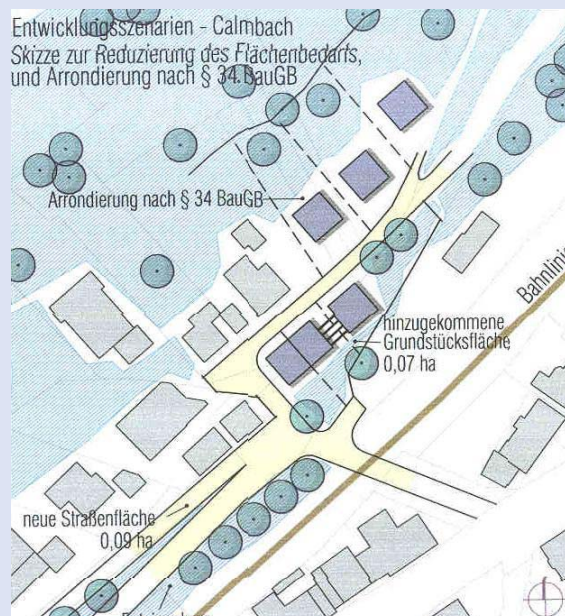 Entwicklungsszenarien - Calmbach
Skizze zur Reduzierung des Flächenbedarfs,
und Arrondierung nach § 34 BauGB
Arrondierung nach § 34 BauGB
Bahnlinie
hinzugekommene
Grundstücksfläche
0,07 ha
neue Straßenfläche
0,09 ha